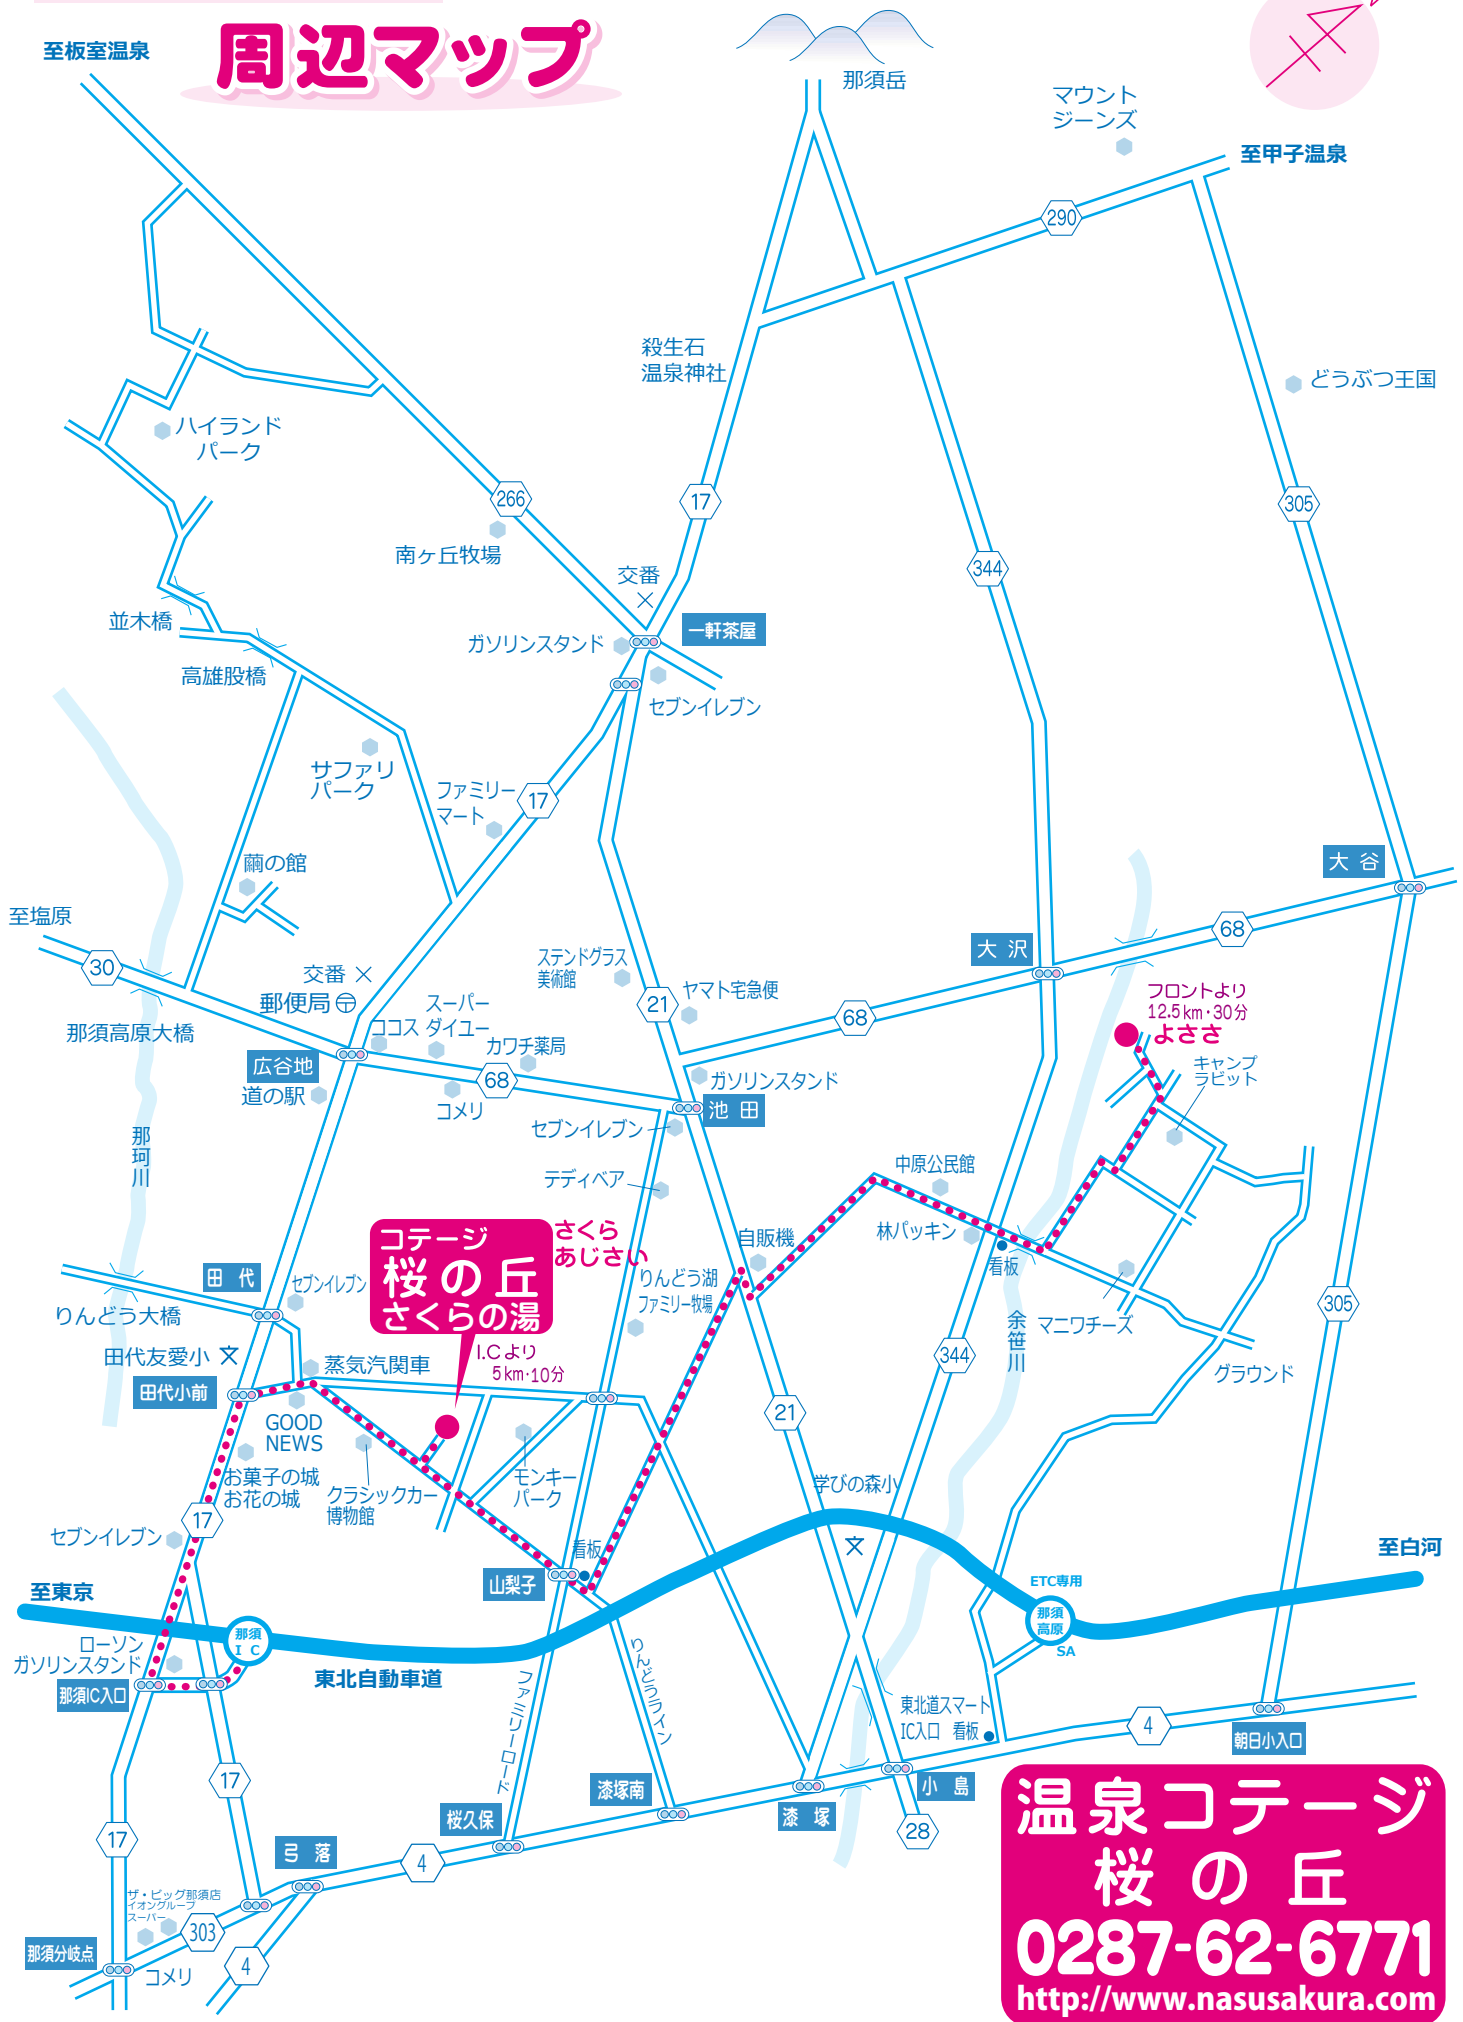 周辺マップ
至板室温泉
那須岳
マウント
ジーンズ
至甲子温泉
290
殺生石
温泉神社
どうぶつ王国
ハイランド
パーク
266
17
305
南ヶ丘牧場
344
交番
並木橋
ガソリンスタンド
一軒茶屋
高雄股橋
セブンイレブン
サファリ
パーク
ファミリー
マート
17
繭の館
大 谷
至塩原
30
68
大 沢
交番
郵便局
ステンドグラス
美術館
ヤマト宅急便
21
68
フロントより
12.5km・30分
よささ
那須高原大橋
ココス
スーパー
ダイユー
カワチ薬局
広谷地
道の駅
68
コメリ
ガソリンスタンド
池 田
キャンプ
ラビット
セブンイレブン
那珂川
テディベア
中原公民館
コテージ
桜の丘
さくらの湯
さくら
あじさい
自販機
林パッキン
看板
田 代
セブンイレブン
りんどう湖
ファミリー牧場
りんどう大橋
余笹川
マニワチーズ
305
田代友愛小
文
I.Cより
5km・10分
蒸気汽関車
344
グラウンド
田代小前
GOOD
NEWS
21
お菓子の城
お花の城
クラシックカー
博物館
モンキー
パーク
学びの森小
17
セブンイレブン
看板
文
至白河
山梨子
ETC専用
那須
高原
SA
至東京
那須
I C
ローソン
ガソリンスタンド
東北自動車道
那須IC入口
ファミリーロード
りんどうライン
東北道スマート
IC入口 看板
4
朝日小入口
17
漆塚南
小 島
漆 塚
28
桜久保
17
弓 落
4
ザ・ビッグ那須店
イオングループ
スーパー
303
那須分岐点
コメリ
4
温泉コテージ
桜の丘
0287-62-6771
http://www.nasusakura.com